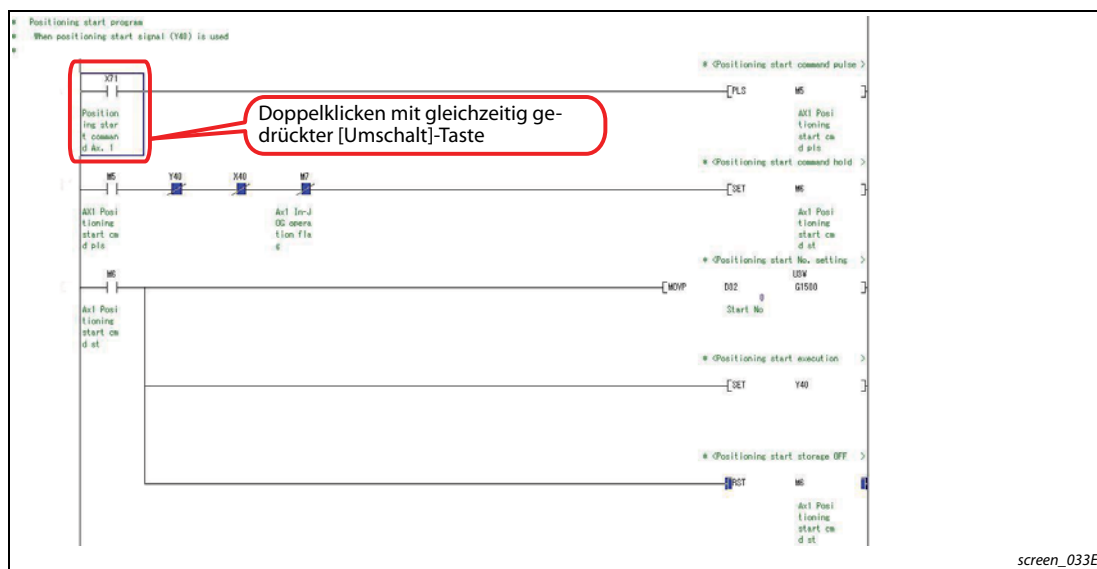 * Positioning start program
* When positioning start signal (Y40) is used
*
* <Positioning start command pulse >
X71
[PLS M5 ]
Position
ing star
t comman
d Ax. 1
Doppelklicken mit gleichzeitig ge-
drückter [Umschalt]-Taste
AX1 Posi
tioning
start cm
d pls
* <Positioning start command hold >
M5 Y40 X40 M7
[SET M6 ]
AX1 Posi
tioning
start cm
d pls
Ax1 In-J
OG opera
tion fla
g
Ax1 Posi
tioning
start cm
d st
* <Positioning start No. setting >
M6
[MOVP D32 U3¥
G1500 ]
0
Start No
Ax1 Posi
tioning
start cm
d st
* <Positioning start execution >
[SET Y40 ]
* <Positioning start storage OFF >
[RST M6 ]
Ax1 Posi
tioning
start cm
d st
screen_033E